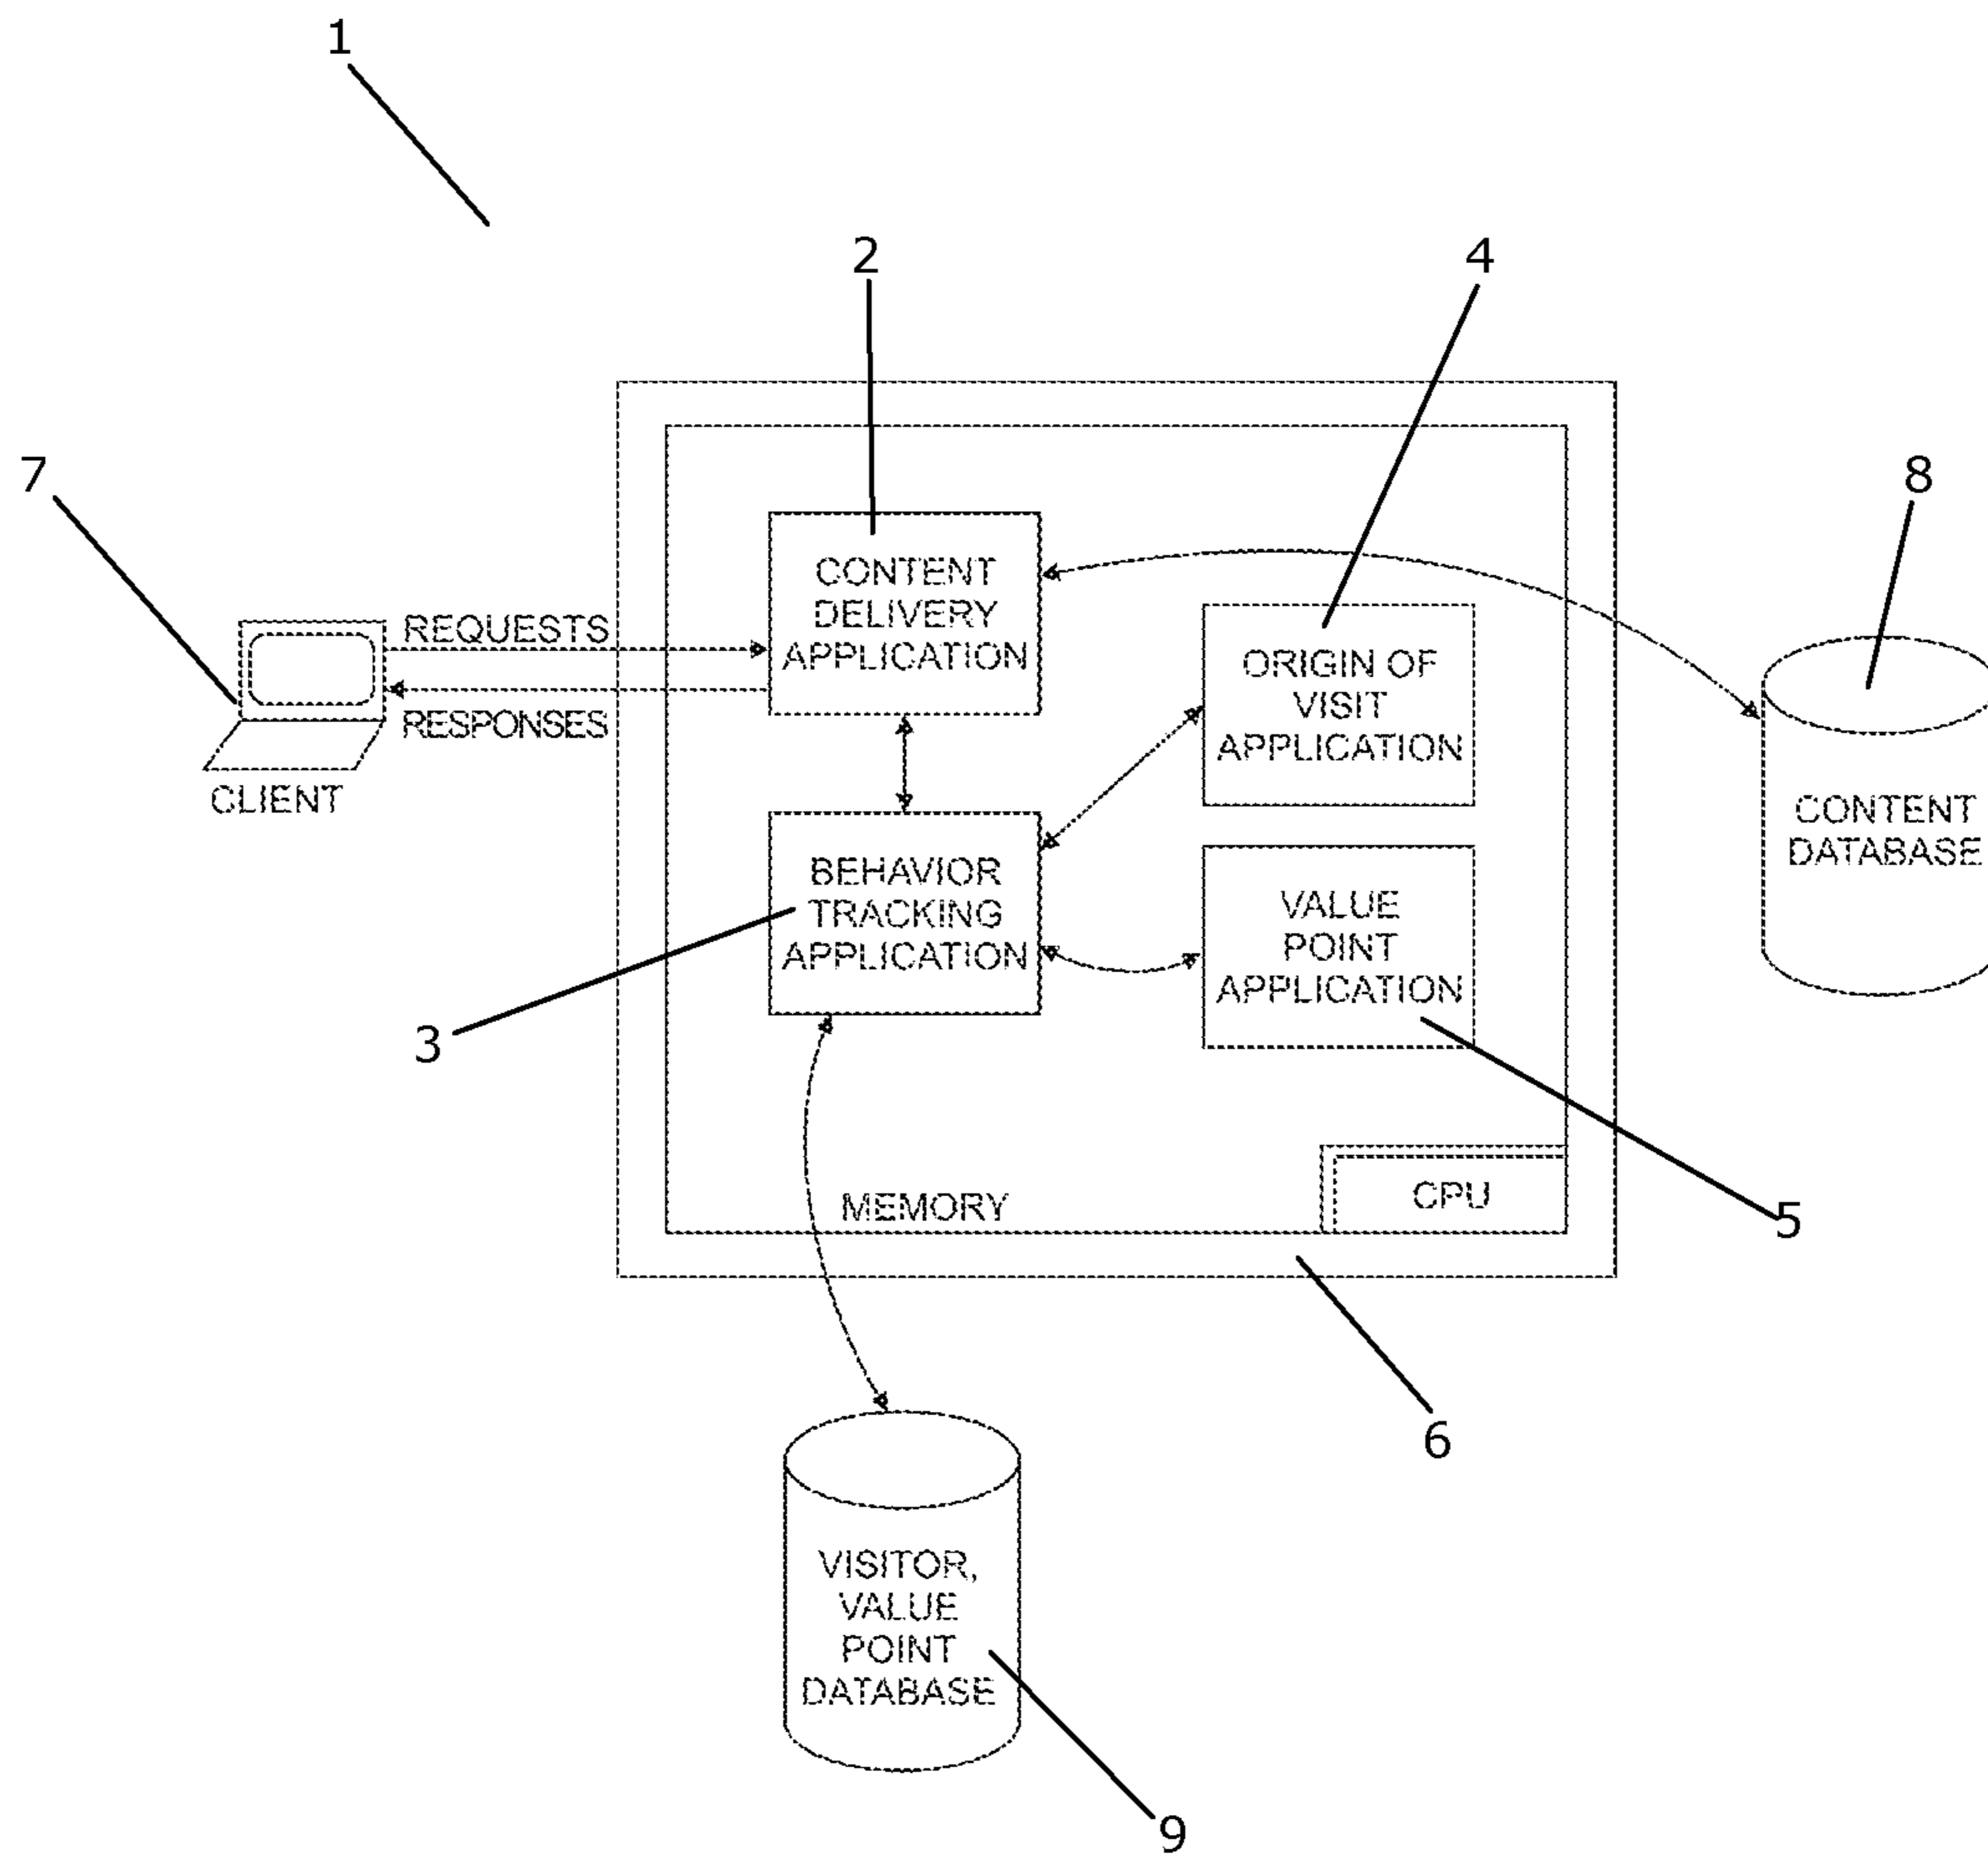 1
2
4
7
8
CONTENT
DELIVERY
APPLICATION
REQUESTS
RESPONSES
CLIENT
ORIGIN OF
VISIT
APPLICATION
CONTENT
DATABASE
BEHAVIOR
TRACKING
APPLICATION
VALUE
POINT
APPLICATION
3
MEMORY
CPU
5
6
VISITOR,
VALUE
POINT
DATABASE
9